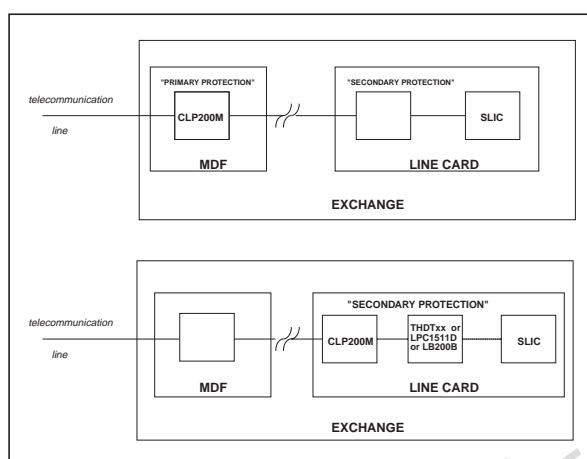 "PRIMARY PROTECTION"
"SECONDARY PROTECTION"
telecommunication
line
CLP200M
SLIC
MDF
LINE CARD
EXCHANGE
"SECONDARY PROTECTION"
telecommunication
line
CLP200M
THDTxx or
LPC1511D
or LB200B
SLIC
MDF
LINE CARD
EXCHANGE